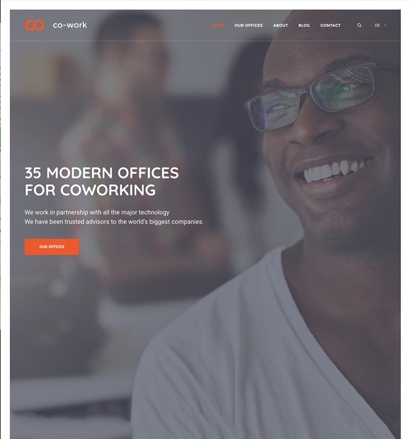 co-work
HOME
OUR OFFICES
ABOUT
BLOG
CONTACT
35 MODERN OFFICES
FOR COWORKING
We work in partnership with all the major technology
We have been trusted advisors to the world's biggest companies.
OUR OFFICES